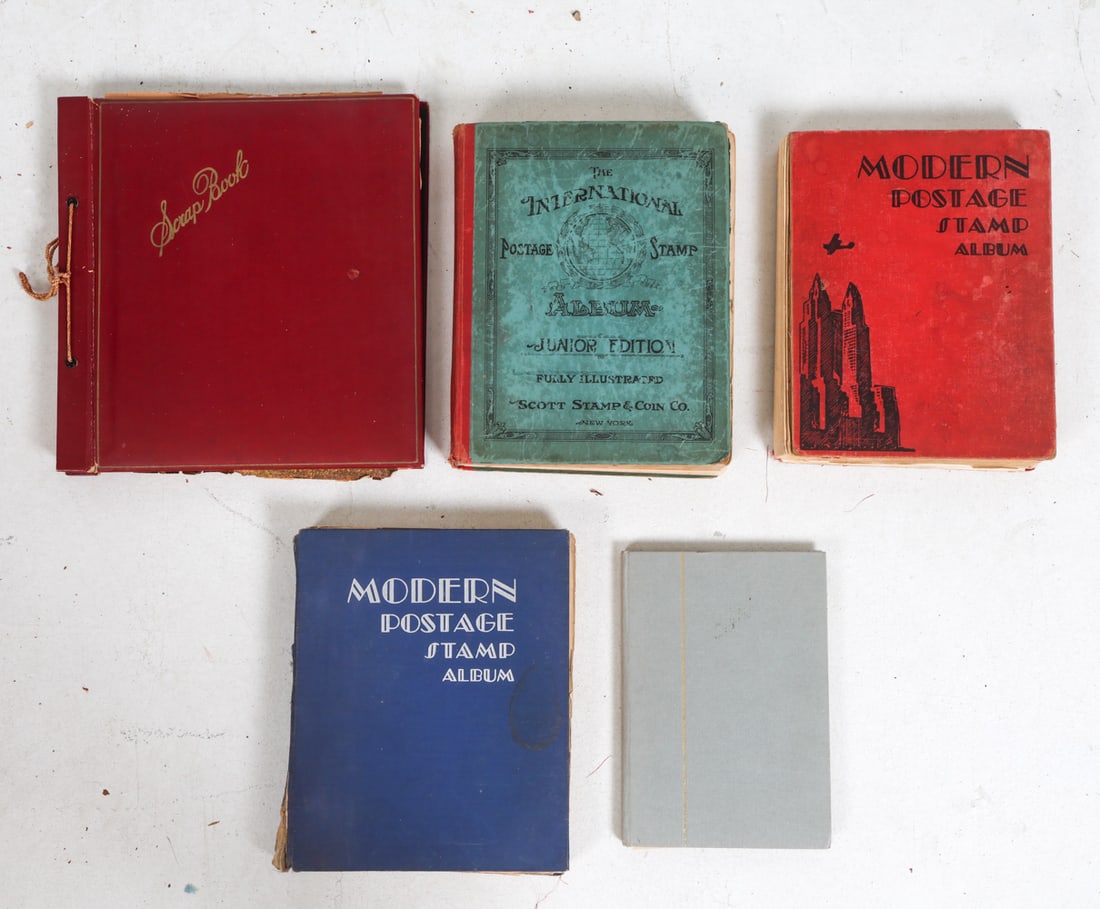 Scrap Book
THE
INTERNATIONAL
POSTAGE STAMP
ALBUM
JUNIOR EDITION
FULLY ILLUSTRATED
SCOTT STAMP & COIN CO.
NEW YORK
MODERN
POSTAGE
STAMP
ALBUM
MODERN
POSTAGE
STAMP
ALBUM